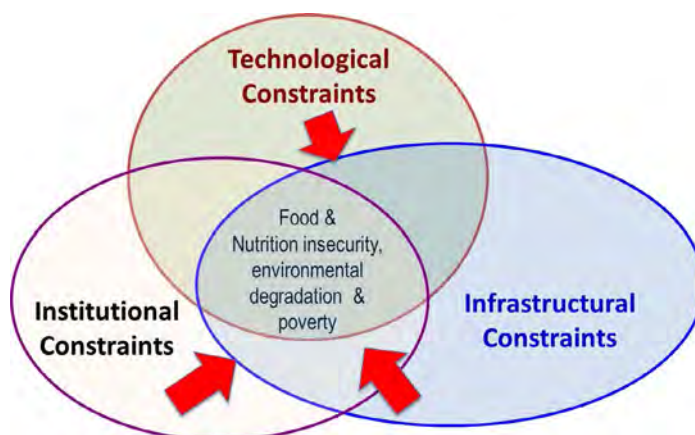 Technological
Constraints
Food &
Nutrition insecurity,
environmental
degradation &
poverty
Institutional
Constraints
Infrastructural
Constraints